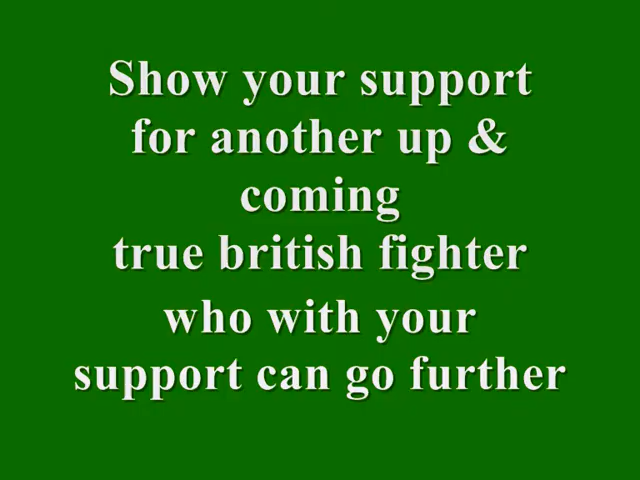 Show your support
for another up &
coming
true british fighter
who with your
support can go further